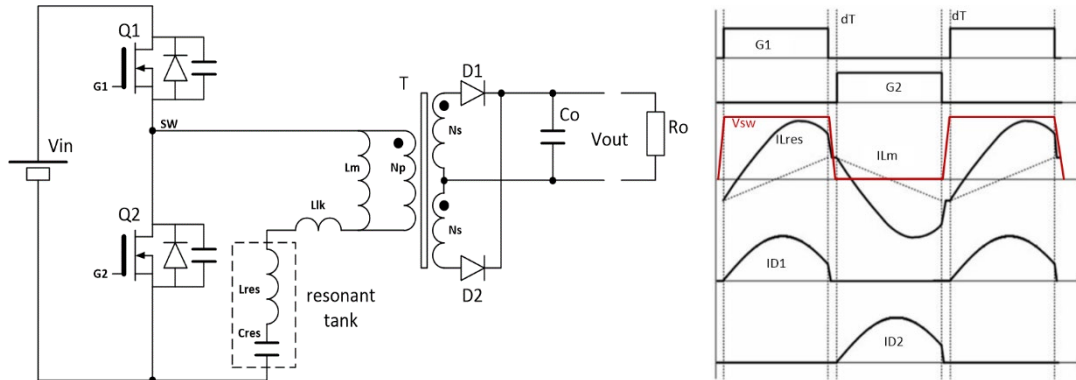 Q1
G1
SW
Vin
Q2
G2
Lm
Np
Llk
Lres
Cres
resonant
tank
T
D1
Ns
Ns
D2
Co
Vout
Ro
dT
dT
G1
G2
Vsw
ILres
ILm
ID1
ID2